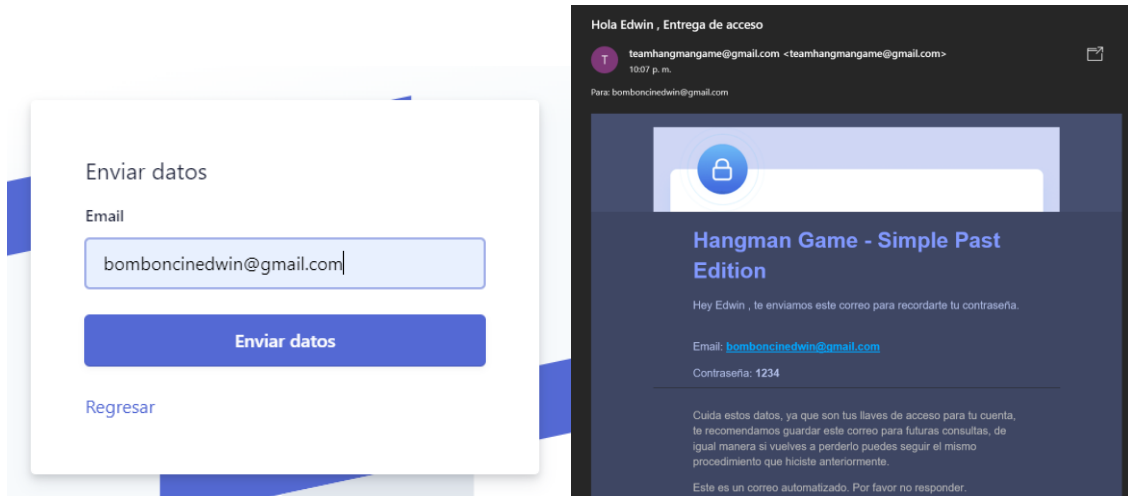 Enviar datos
Email
bomboncinedwin@gmail.com
Enviar datos
Regresar
Hola Edwin , Entrega de acceso
T
teamhangmangame@gmail.com <teamhangmangame@gmail.com>
10:07 p. m.
Para: bomboncinedwin@gmail.com
Hangman Game - Simple Past
Edition
Hey Edwin , te enviamos este correo para recordarte tu contraseña.
Email: bomboncinedwin@gmail.com
Contraseña: 1234
Cuida estos datos, ya que son tus llaves de acceso para tu cuenta,
te recomendamos guardar este correo para futuras consultas, de
igual manera si vuelves a perderlo puedes seguir el mismo
procedimiento que hiciste anteriormente.
Este es un correo automatizado. Por favor no responder.